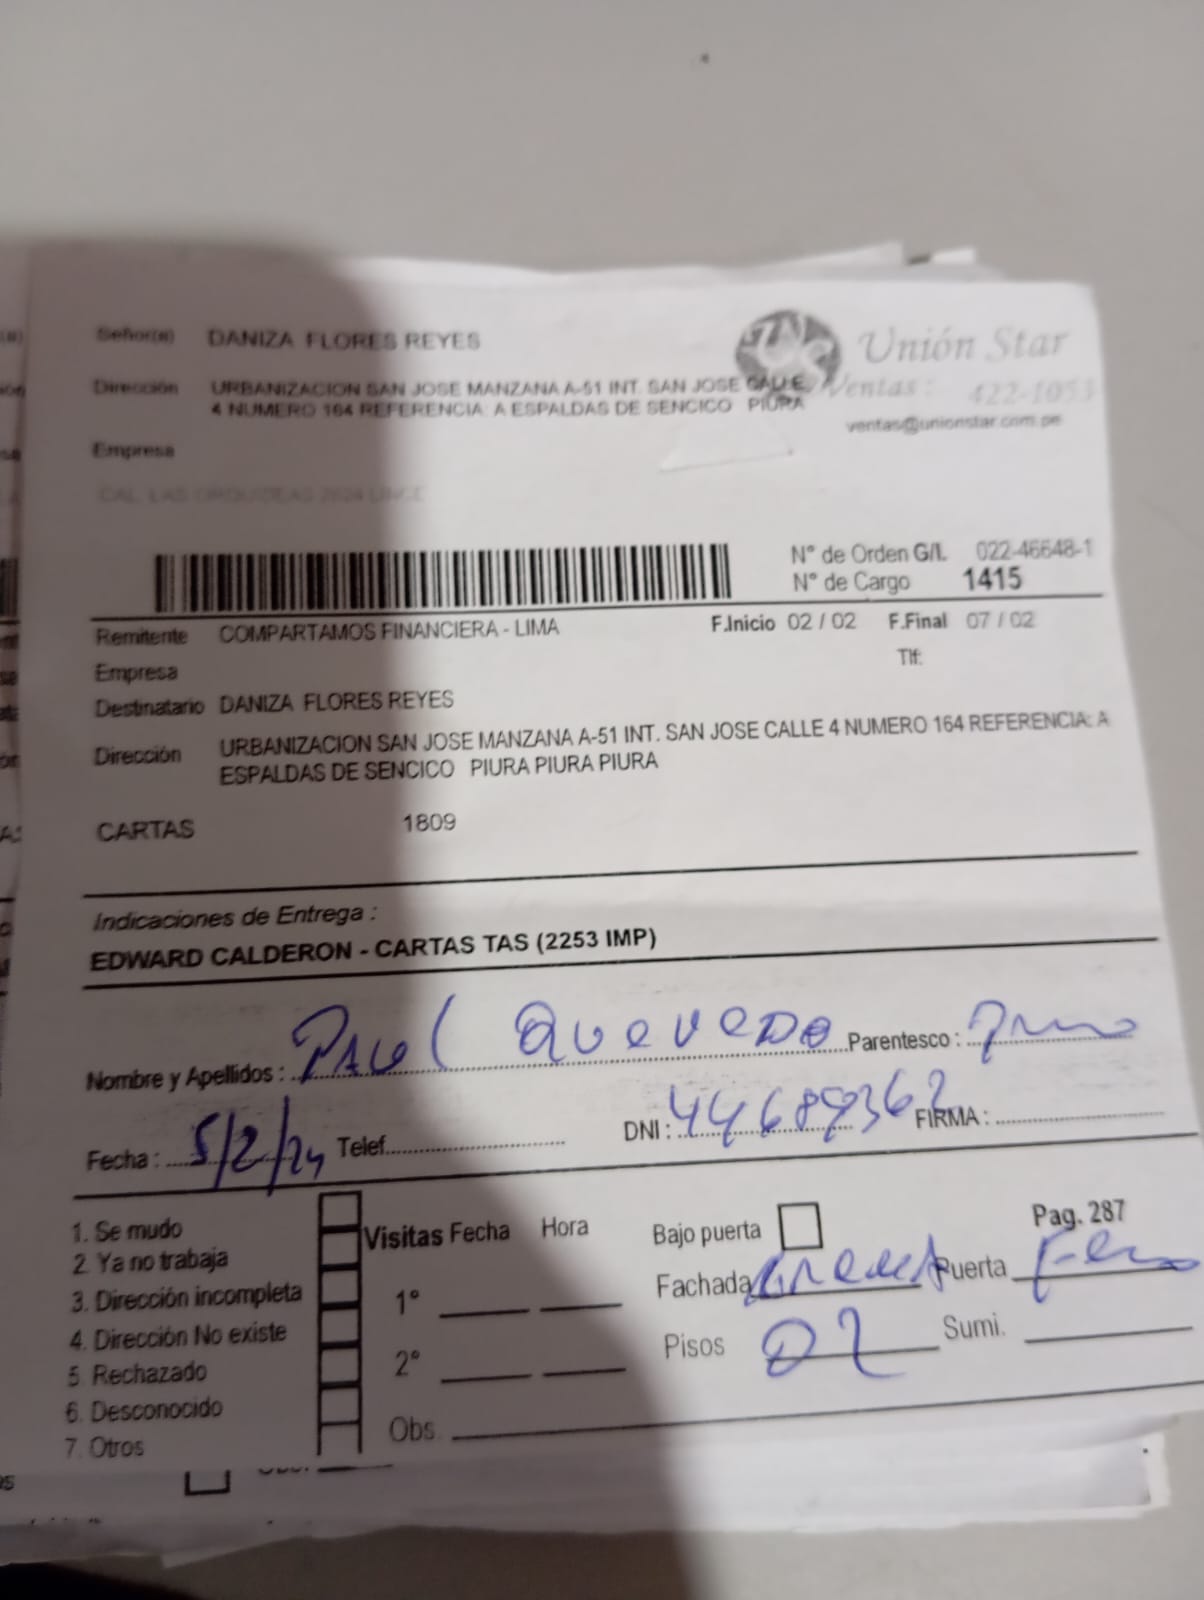 Señor(a) DANIZA FLORES REYES
Unión Star
Dirección URBANIZACION SAN JOSE MANZANA A-51 INT. SAN JOSE CALLE
4 NUMERO 164 REFERENCIA: A ESPALDAS DE SENCICO PIURA
Ventas: 422-1053
ventas@unionstar.com.pe
Empresa
CAL. LAS ORQUIDEAS 2624 LINCE
N° de Orden G/I. 022-46648-1
N° de Cargo 1415
Remitente COMPARTAMOS FINANCIERA - LIMA F.Inicio 02 / 02 F.Final 07 / 02
Empresa Tlf:
Destinatario DANIZA FLORES REYES
Dirección URBANIZACION SAN JOSE MANZANA A-51 INT. SAN JOSE CALLE 4 NUMERO 164 REFERENCIA: A
ESPALDAS DE SENCICO PIURA PIURA PIURA
CARTAS 1809
Indicaciones de Entrega :
EDWARD CALDERON - CARTAS TAS (2253 IMP)
Nombre y Apellidos : PAUL QUEVEDO Parentesco :
Fecha : 5/2/24 Telef. DNI : 44689362 FIRMA :
1. Se mudo
2. Ya no trabaja
3. Dirección incompleta
4. Dirección No existe
5 Rechazado
6. Desconocido
7. Otros
Visitas Fecha Hora
1°
2°
Obs.
Bajo puerta Pag. 287
Fachada Puerta
Pisos 02 Sumi.